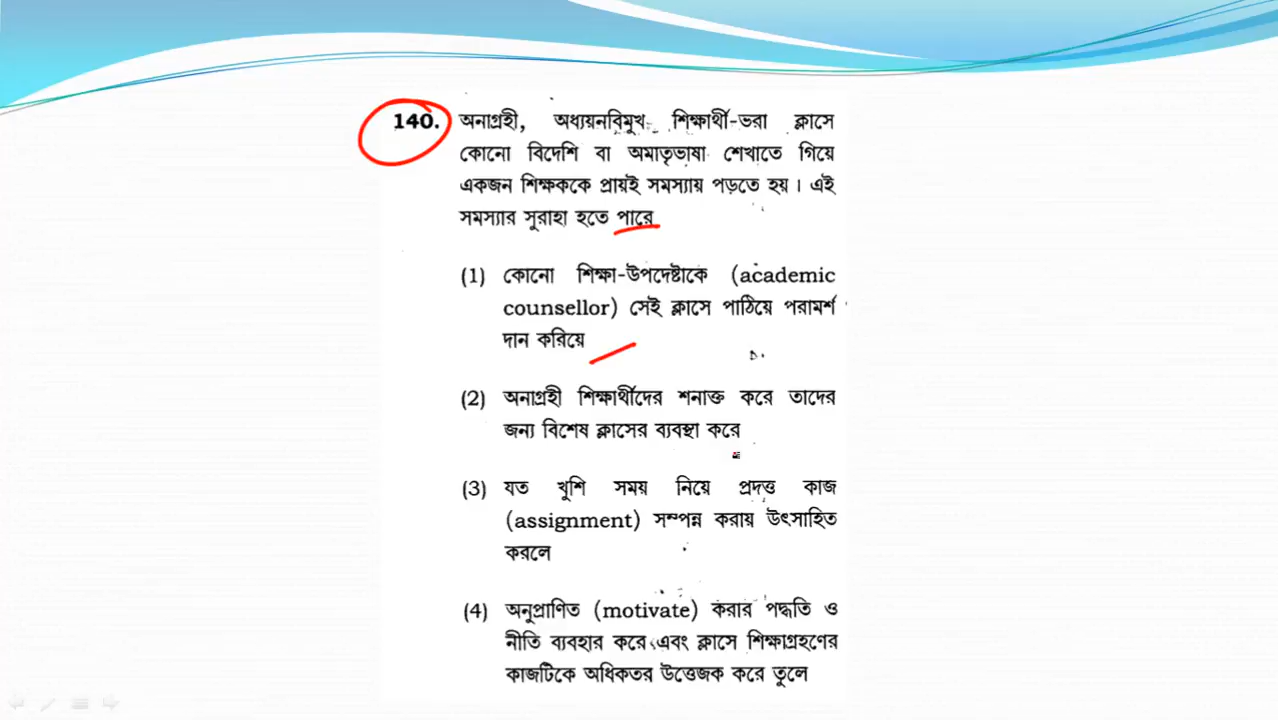 140. অনাগ্রহী, অধ্যয়নবিমুখ শিক্ষার্থী-ভরা ক্লাসে
কোনো বিদেশি বা অমাতৃভাষা শেখাতে গিয়ে
একজন শিক্ষককে প্রায়ই সমস্যায় পড়তে হয়। এই
সমস্যার সুরাহা হতে পারে
(1) কোনো শিক্ষা-উপদেষ্টাকে (academic
counsellor) সেই ক্লাসে পাঠিয়ে পরামর্শ
দান করিয়ে
(2) অনাগ্রহী শিক্ষার্থীদের শনাক্ত করে তাদের
জন্য বিশেষ ক্লাসের ব্যবস্থা করে
(3) যত খুশি সময় নিয়ে প্রদত্ত কাজ
(assignment) সম্পন্ন করায় উৎসাহিত
করলে
(4) অনুপ্রাণিত (motivate) করার পদ্ধতি ও
নীতি ব্যবহার করে এবং ক্লাসে শিক্ষাগ্রহণের
কাজটিকে অধিকতর উত্তেজক করে তুলে